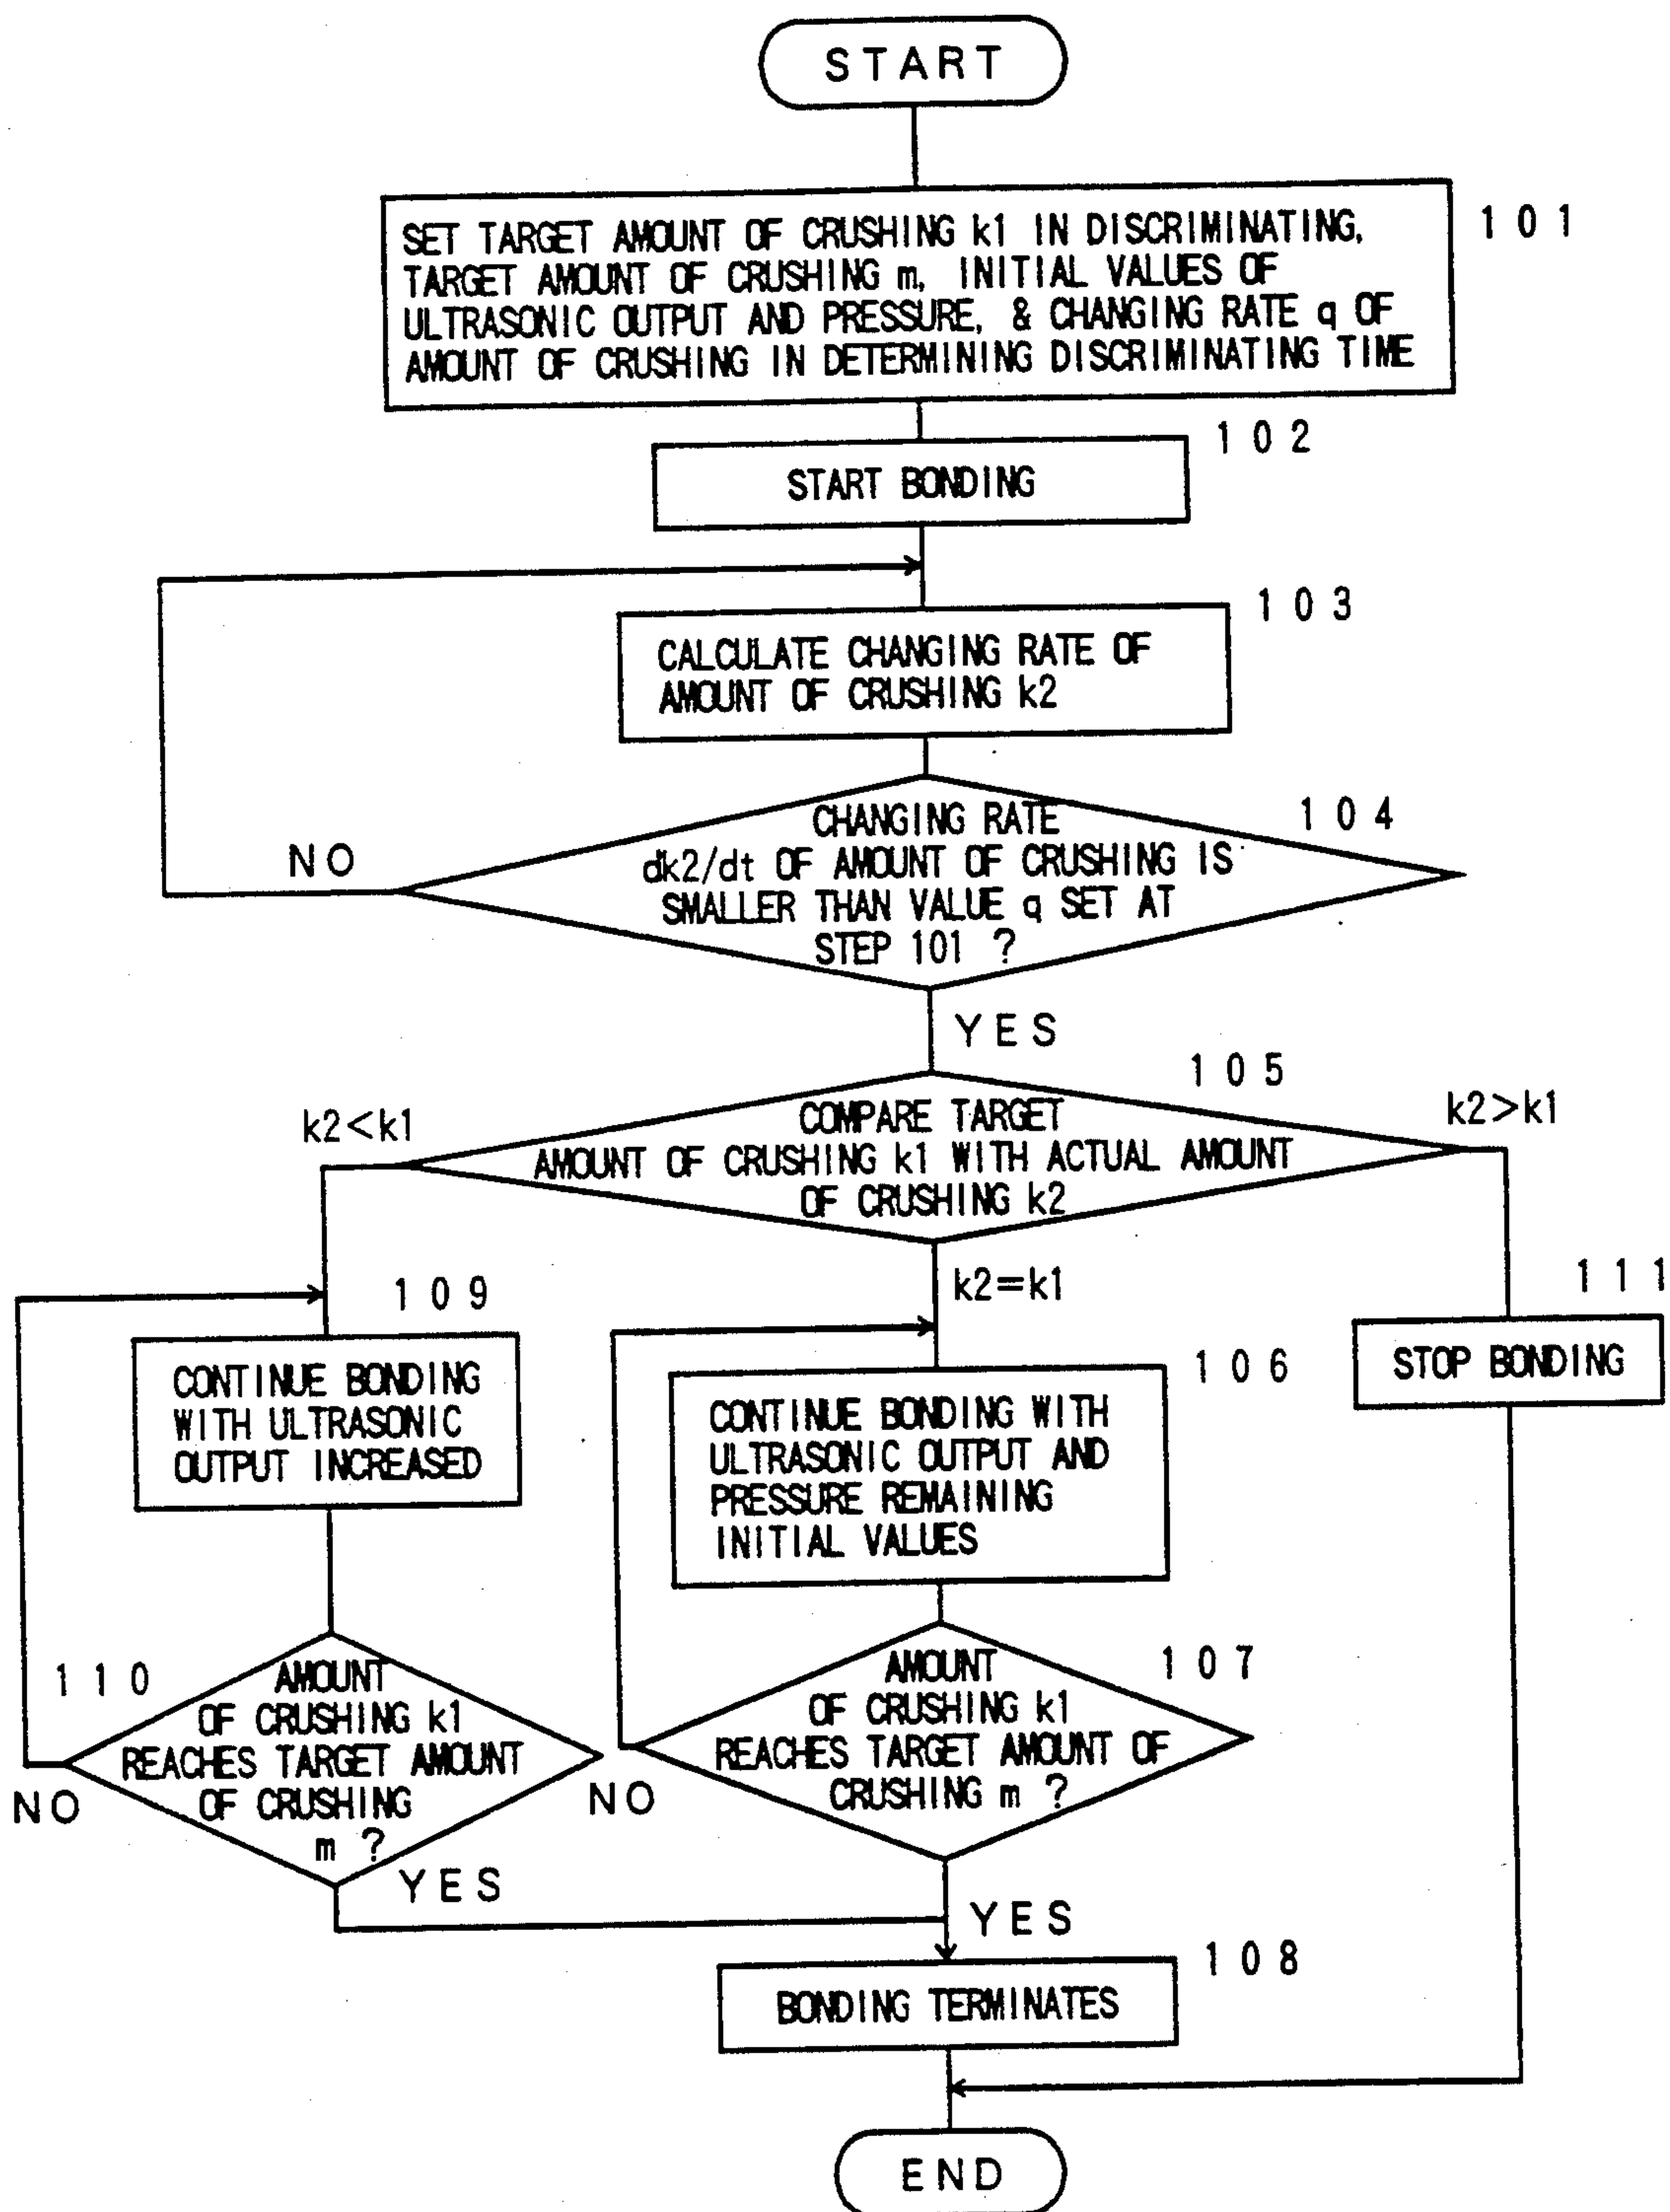 START
SET TARGET AMOUNT OF CRUSHING k1 IN DISCRIMINATING,
TARGET AMOUNT OF CRUSHING m, INITIAL VALUES OF
ULTRASONIC OUTPUT AND PRESSURE, & CHANGING RATE q OF
AMOUNT OF CRUSHING IN DETERMINING DISCRIMINATING TIME
101
102
START BONDING
103
CALCULATE CHANGING RATE OF
AMOUNT OF CRUSHING k2
104
CHANGING RATE
dk2/dt OF AMOUNT OF CRUSHING IS
SMALLER THAN VALUE q SET AT
STEP 101 ?
NO
YES
105
k2<k1
COMPARE TARGET
AMOUNT OF CRUSHING k1 WITH ACTUAL AMOUNT
OF CRUSHING k2
k2>k1
k2=k1
109
CONTINUE BONDING
WITH ULTRASONIC
OUTPUT INCREASED
106
CONTINUE BONDING WITH
ULTRASONIC OUTPUT AND
PRESSURE REMAINING
INITIAL VALUES
111
STOP BONDING
110
AMOUNT
OF CRUSHING k1
REACHES TARGET AMOUNT
OF CRUSHING
m ?
NO
YES
107
AMOUNT
OF CRUSHING k1
REACHES TARGET AMOUNT OF
CRUSHING m ?
NO
YES
108
BONDING TERMINATES
END